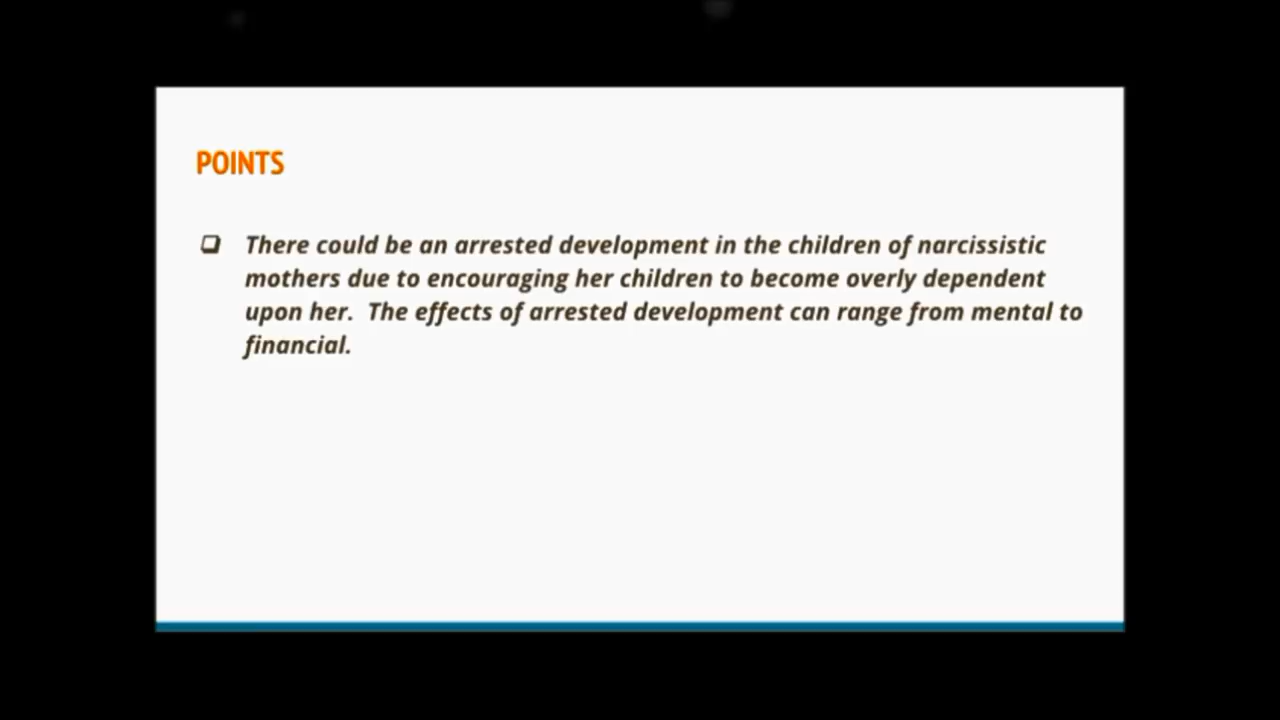 POINTS
There could be an arrested development in the children of narcissistic
mothers due to encouraging her children to become overly dependent
upon her.  The effects of arrested development can range from mental to
financial.